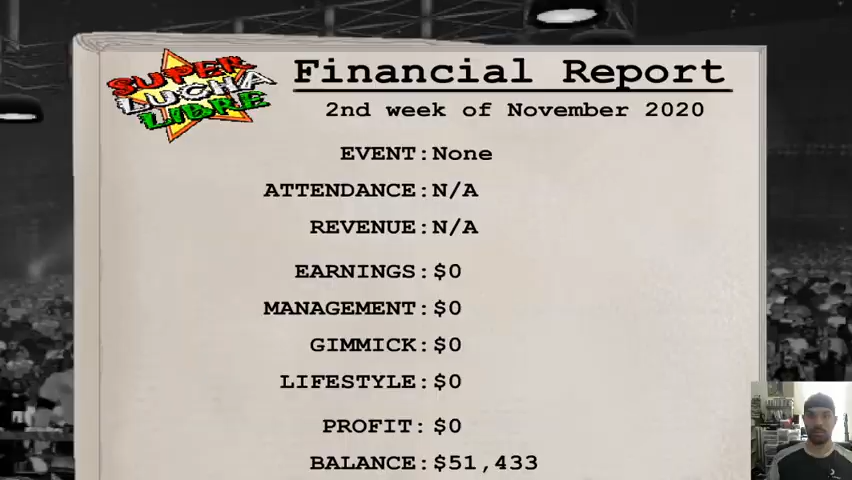 SUPER
LUCHA
LIBRE
Financial Report
2nd week of November 2020
EVENT:None
ATTENDANCE:N/A
REVENUE:N/A
EARNINGS:$0
MANAGEMENT:$0
GIMMICK:$0
LIFESTYLE:$0
PROFIT:$0
BALANCE:$51,433